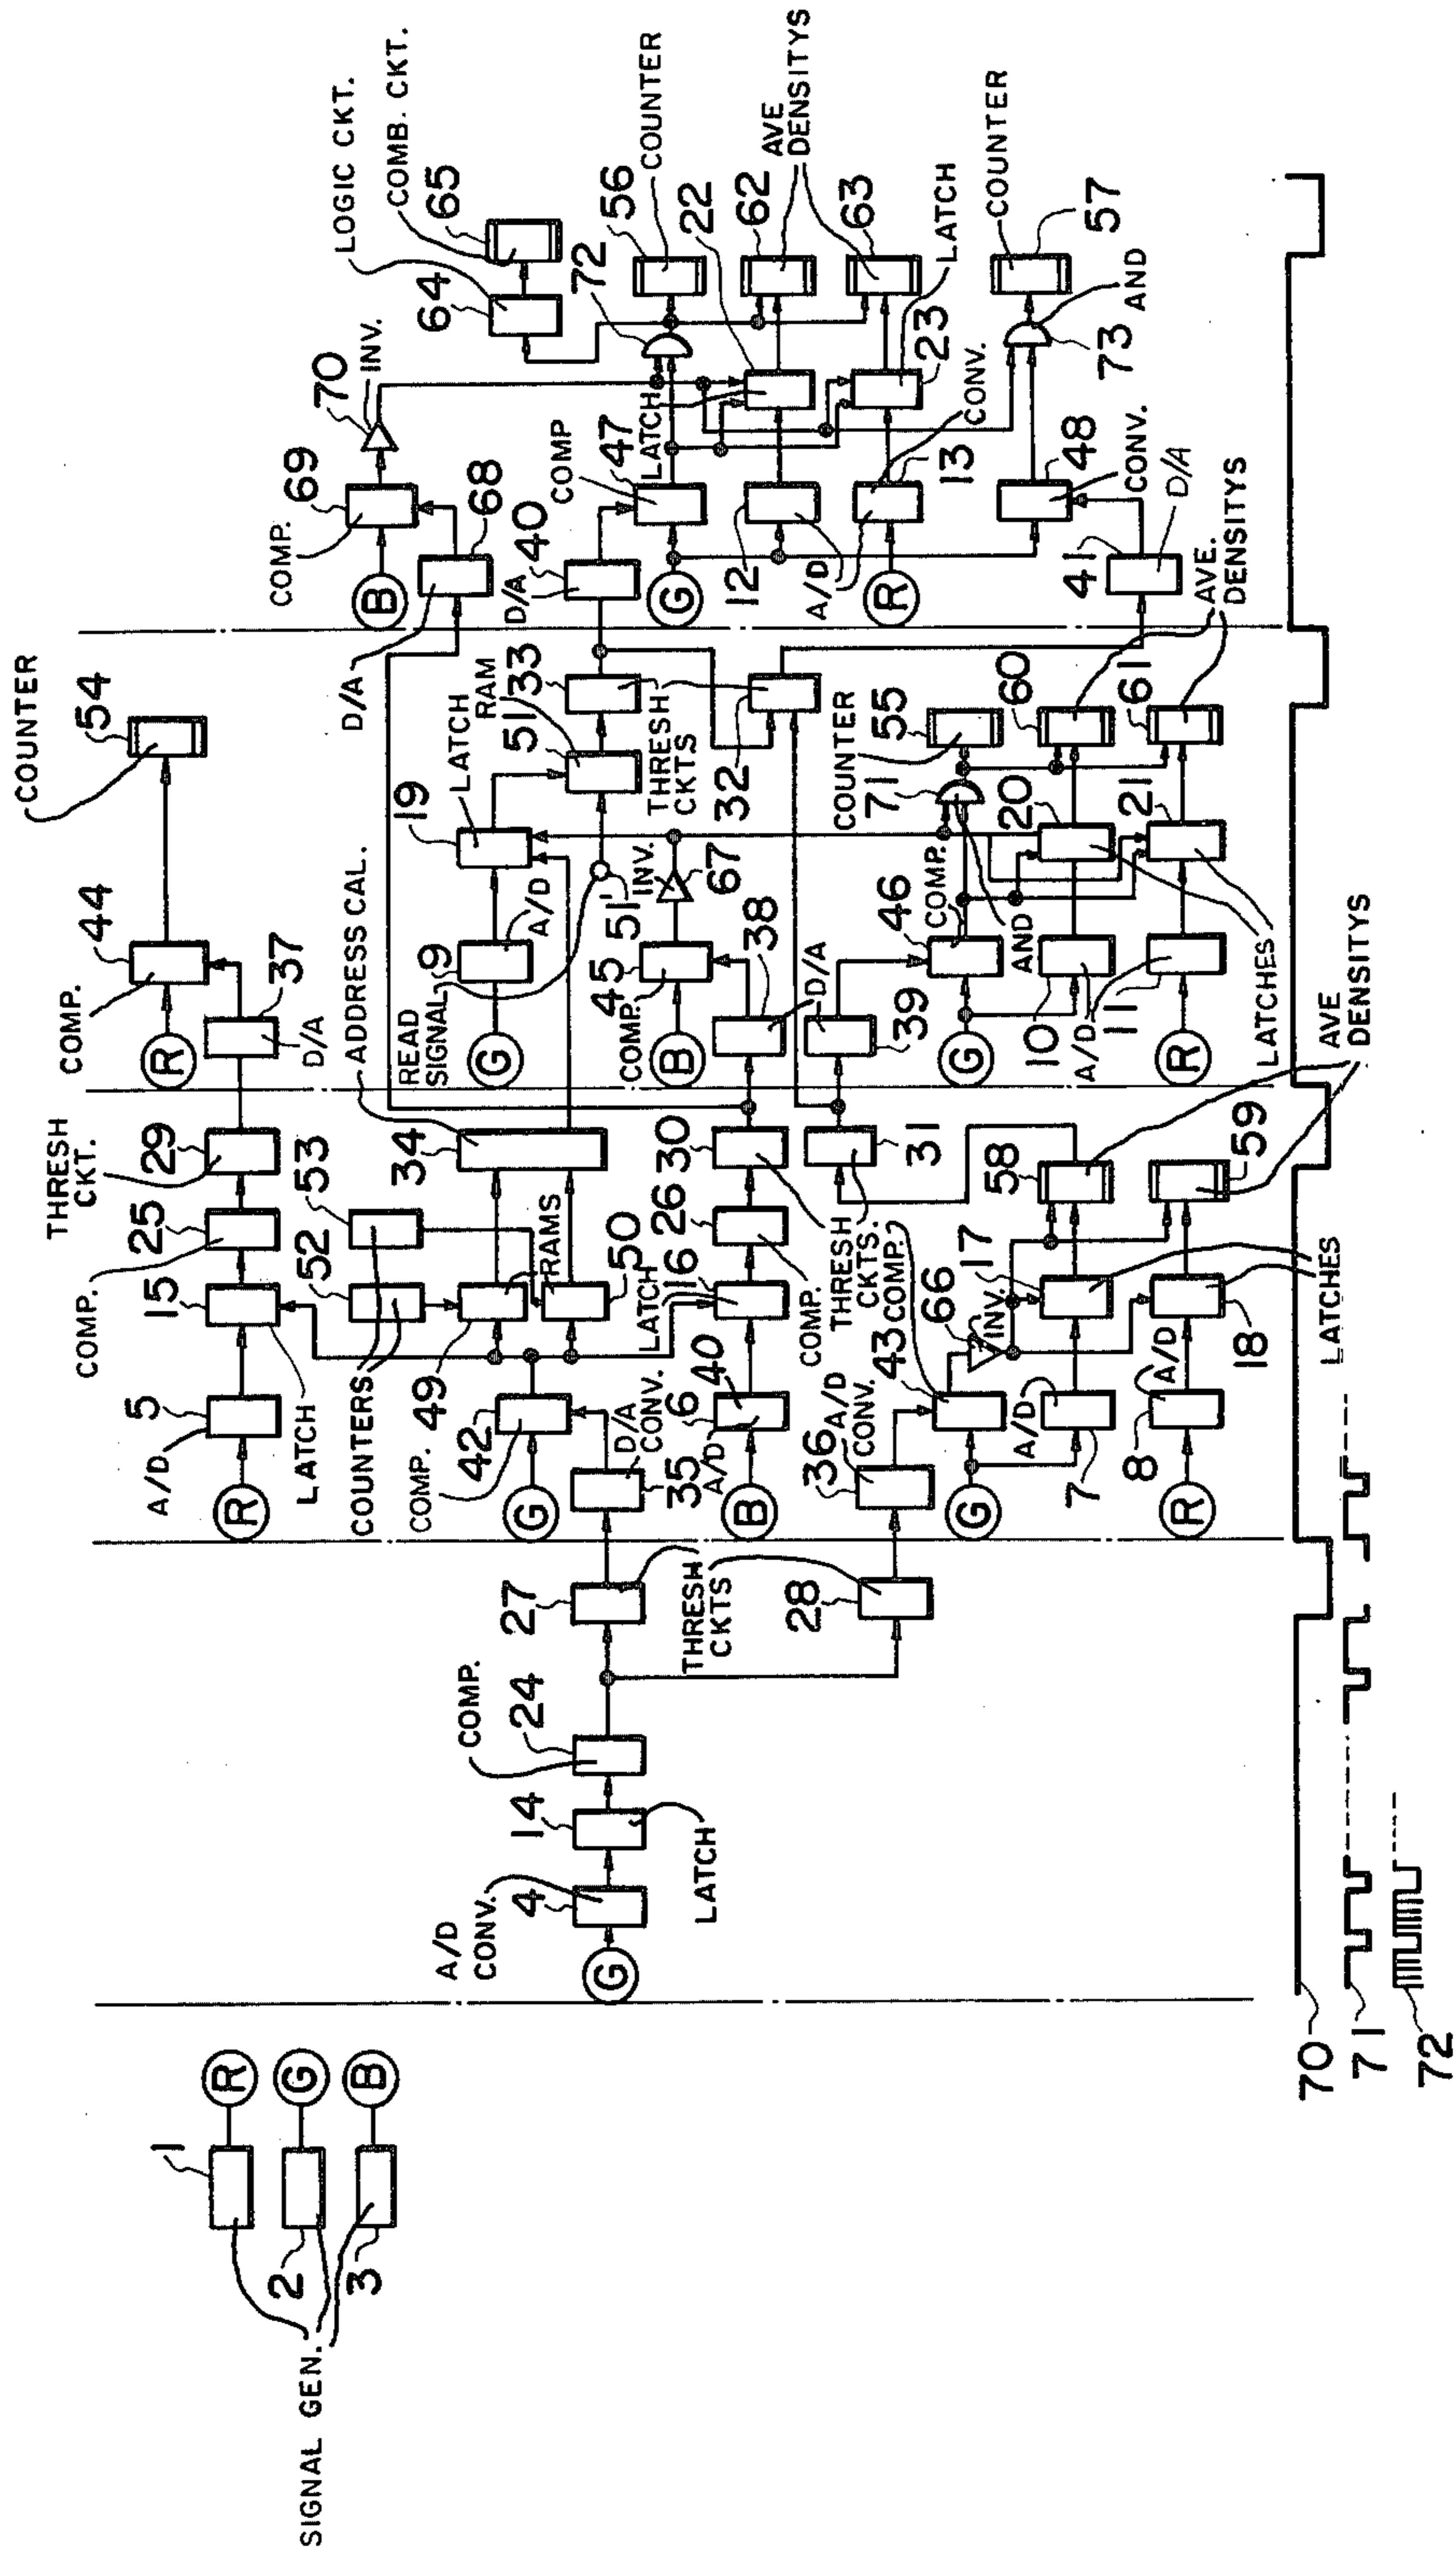 SIGNAL GEN.
1
2
3
R
G
B
A/D
CONV.
4
G
14
LATCH
COMP.
24
27
THRESH
CKTS
28
A/D
5
R
LATCH
15
COMP.
25
THRESH
CKT.
29
COUNTERS
52
53
COMP.
42
49
G
RAMS
50
34
ADDRESS CAL.
D/A
CONV.
35
LATCH
16
A/D
6
40
B
26
COMP.
30
THRESH
CKTS.
31
36
A/D
CONV.
43
COMP.
66
INV.
G
A/D
7
17
58
8
A/D
R
18
59
LATCHES
AVE
DENSITYS
COUNTER
54
COMP.
44
R
37
D/A
READ
SIGNAL
9
G
A/D
19
LATCH
51
RAM
33
THRESH
CKTS
32
51'
INV.
67
COMP.
45
B
38
D/A
39
46
COMP.
AND
G
10
A/D
11
R
COUNTER
71
55
20
60
21
61
LATCHES
AVE.
DENSITYS
D/A
COMP.
69
B
68
70
INV.
LOGIC CKT.
COMB. CKT.
64
65
D/A
40
G
COMP
47
LATCH
72
56
COUNTER
22
62
AVE
DENSITYS
12
A/D
13
CONV.
R
63
23
LATCH
48
CONV.
41
D/A
73
AND
COUNTER
57
70
71
72